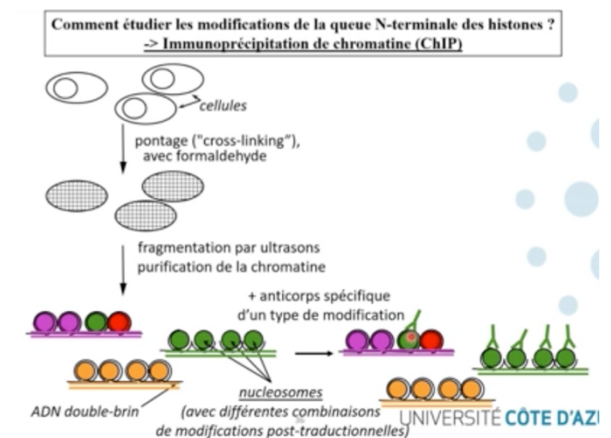 Comment étudier les modifications de la queue N-terminale des histones ?
-> Immunoprécipitation de chromatine (ChIP)
cellules
pontage ("cross-linking”),
avec formaldehyde
fragmentation par ultrasons
purification de la chromatine
+ anticorps spécifique
d’un type de modification
nucleosomes
ADN double-brin
(avec différentes combinaisons
de modifications post-traductionnelles)
UNIVERSITÉ CÔTE D'AZ